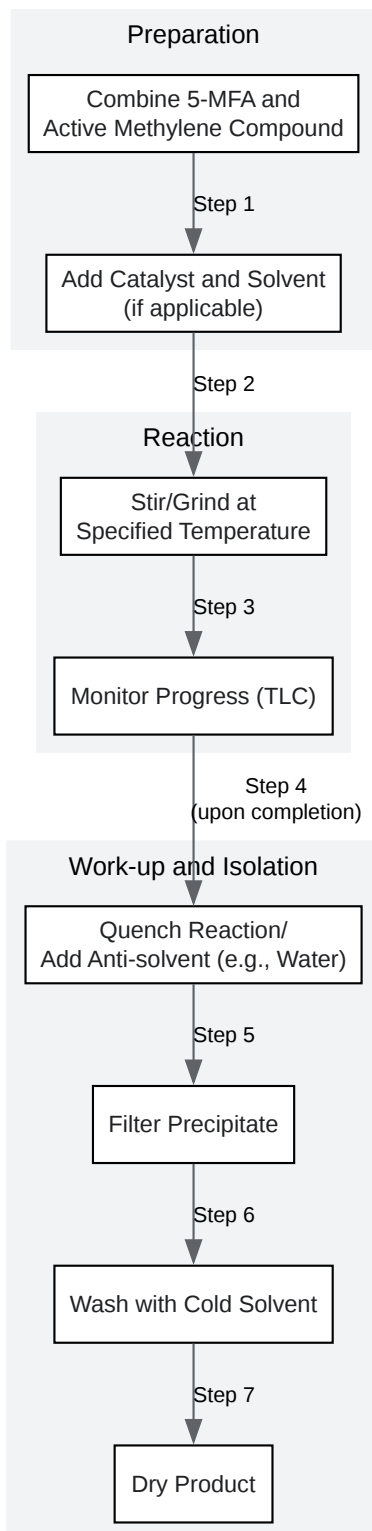 Preparation
Combine 5-MFA and
Active Methylene Compound
Step 1
Add Catalyst and Solvent
(if applicable)
Step 2
Reaction
Stir/Grind at
Specified Temperature
Step 3
Monitor Progress (TLC)
Step 4
(upon completion)
Work-up and Isolation
Quench Reaction/
Add Anti-solvent (e.g., Water)
Step 5
Filter Precipitate
Step 6
Wash with Cold Solvent
Step 7
Dry Product